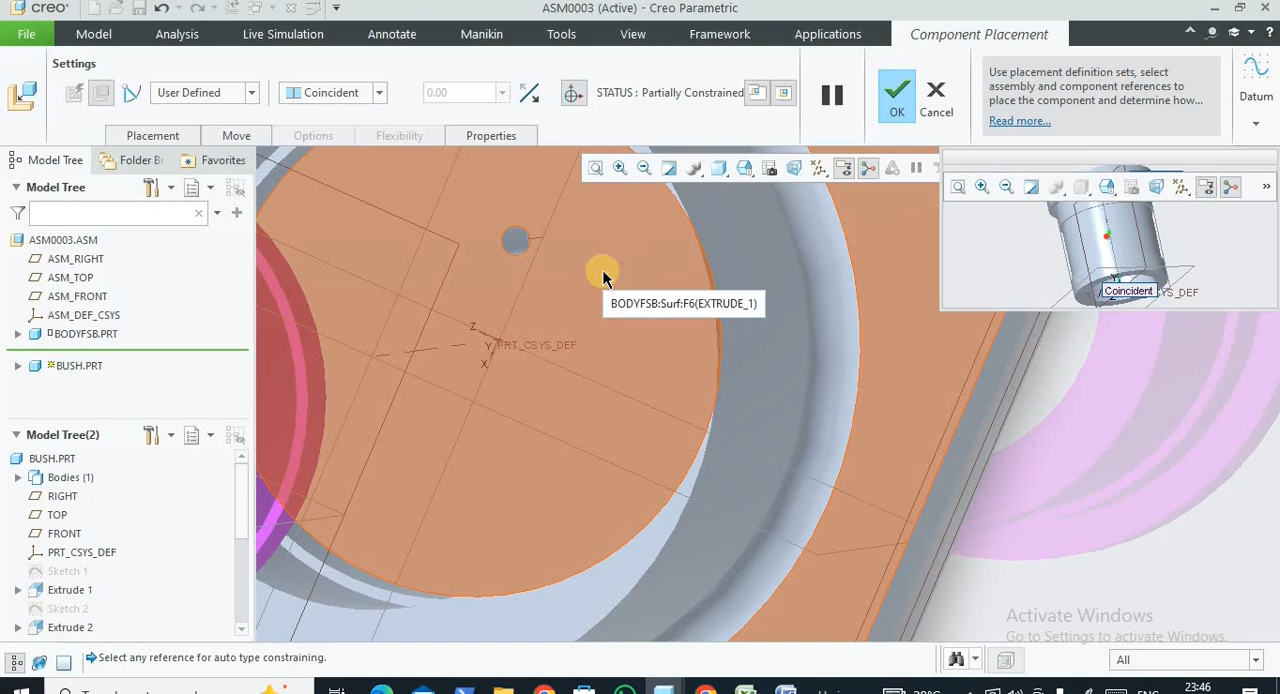 creo
ASM0003 (Active) - Creo Parametric
File
Model
Analysis
Live Simulation
Annotate
Manikin
Tools
View
Framework
Applications
Component Placement
Settings
User Defined
Coincident
0.00
STATUS : Partially Constrained
OK
Cancel
Use placement definition sets, select
assembly and component references to
place the component and determine how...
Read more...
Datum
Placement
Move
Options
Flexibility
Properties
Model Tree
Folder Br
Favorites
Model Tree
ASM0003.ASM
ASM_RIGHT
ASM_TOP
ASM_FRONT
ASM_DEF_CSYS
BODYFSB.PRT
BUSH.PRT
Model Tree(2)
BUSH.PRT
Bodies (1)
RIGHT
TOP
FRONT
PRT_CSYS_DEF
Sketch 1
Extrude 1
Sketch 2
Extrude 2
BODYFSB:Surf:F6(EXTRUDE_1)
Z
Y PRT_CSYS_DEF
X
Coincident
YS_DEF
Activate Windows
Go to Settings to activate Windows.
Select any reference for auto type constraining.
All
23:46
ENG